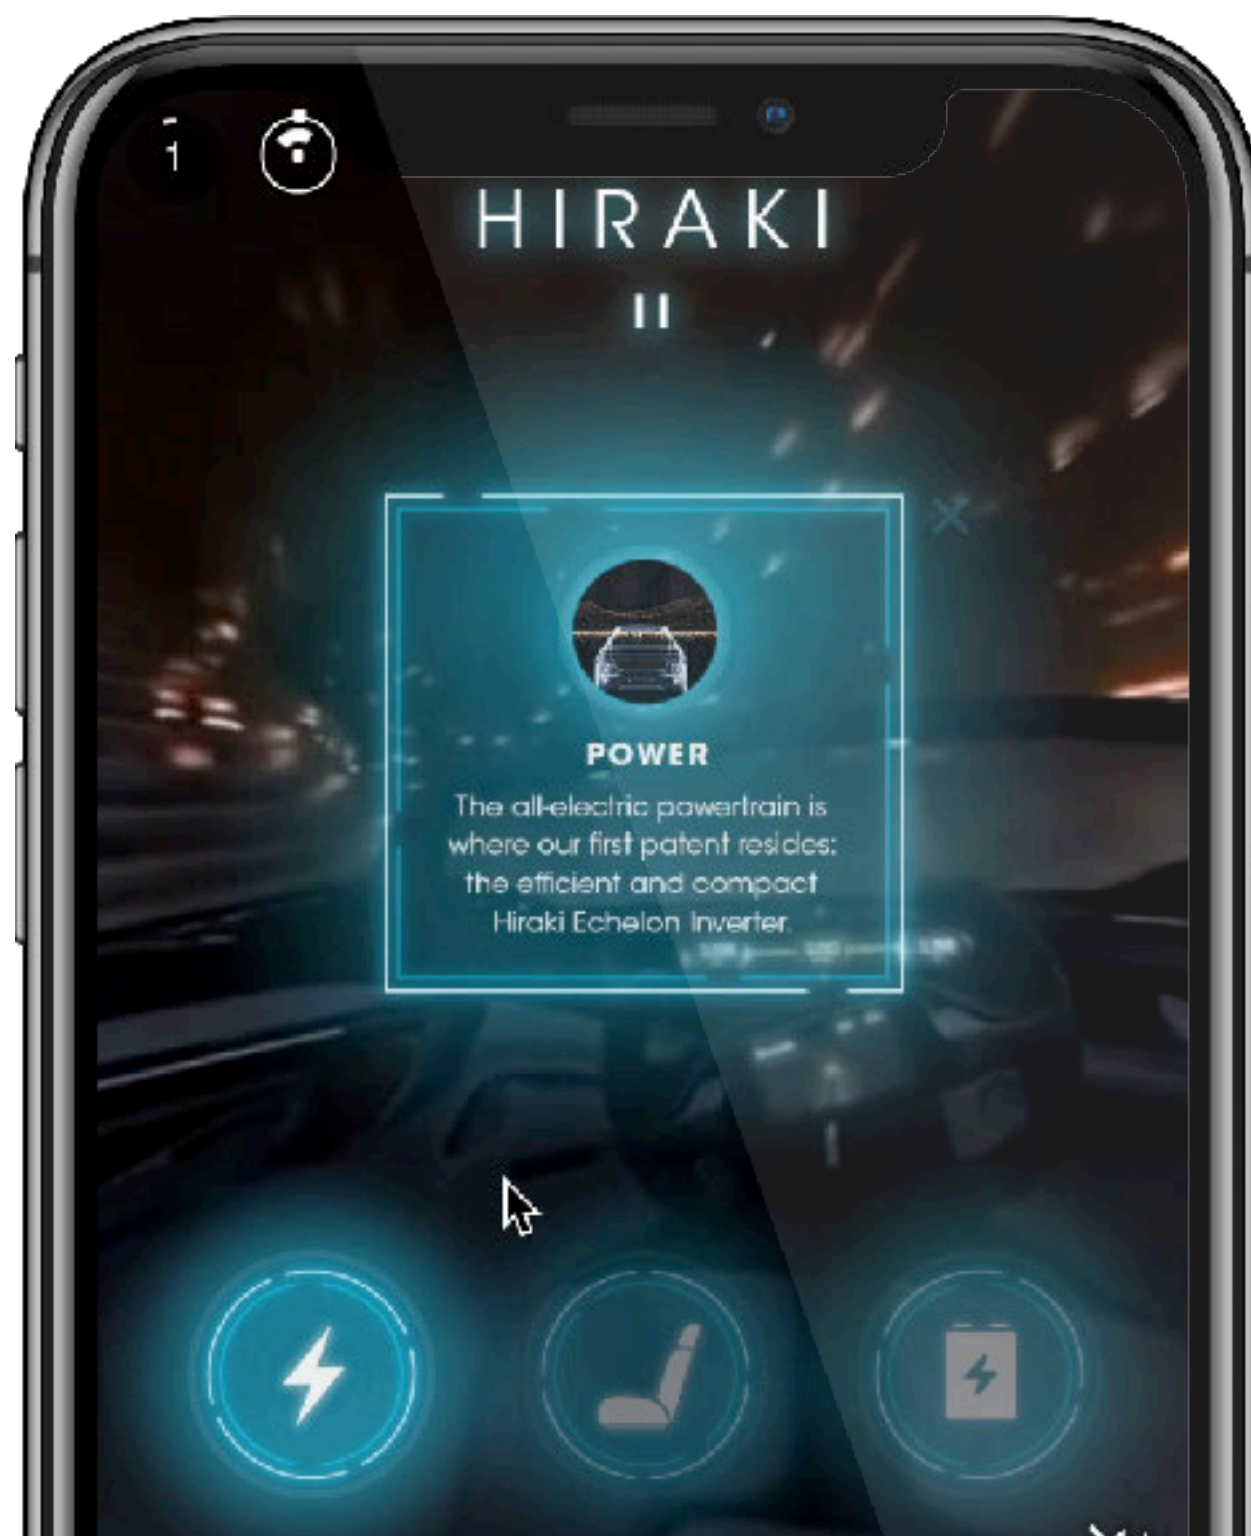 1
HIRAKI
POWER
The all-electric powertrain is
where our first patent resides:
the efficient and compact
Hiraki Echelon Inverter.